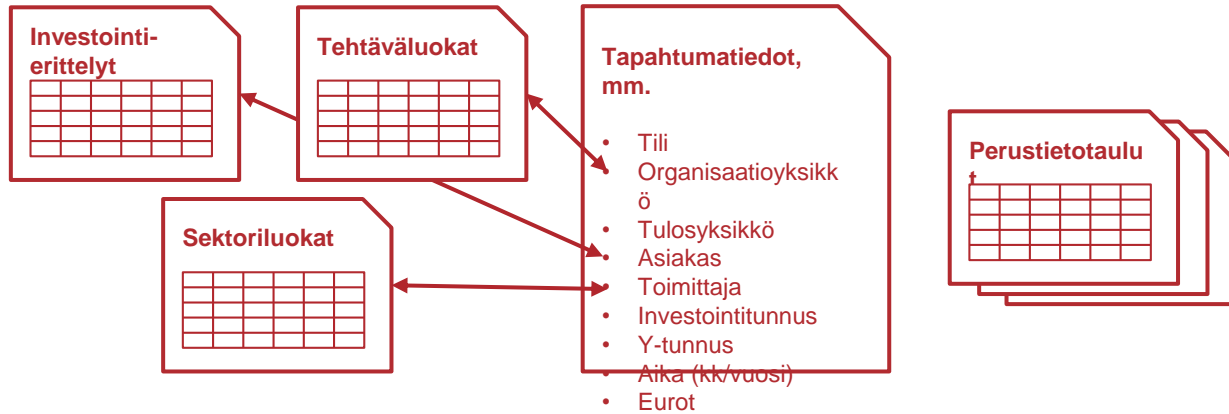 Investointi-
erittelyt
Tehtäväluokat
Sektoriluokat
Tapahtumatiedot,
mm.
• Tili
• Organisaatioyksikk
ö
• Tulosyksikkö
• Asiakas
• Toimittaja
• Investointitunnus
• Y-tunnus
• Aika (kk/vuosi)
• Eurot
Perustietotaulu
t